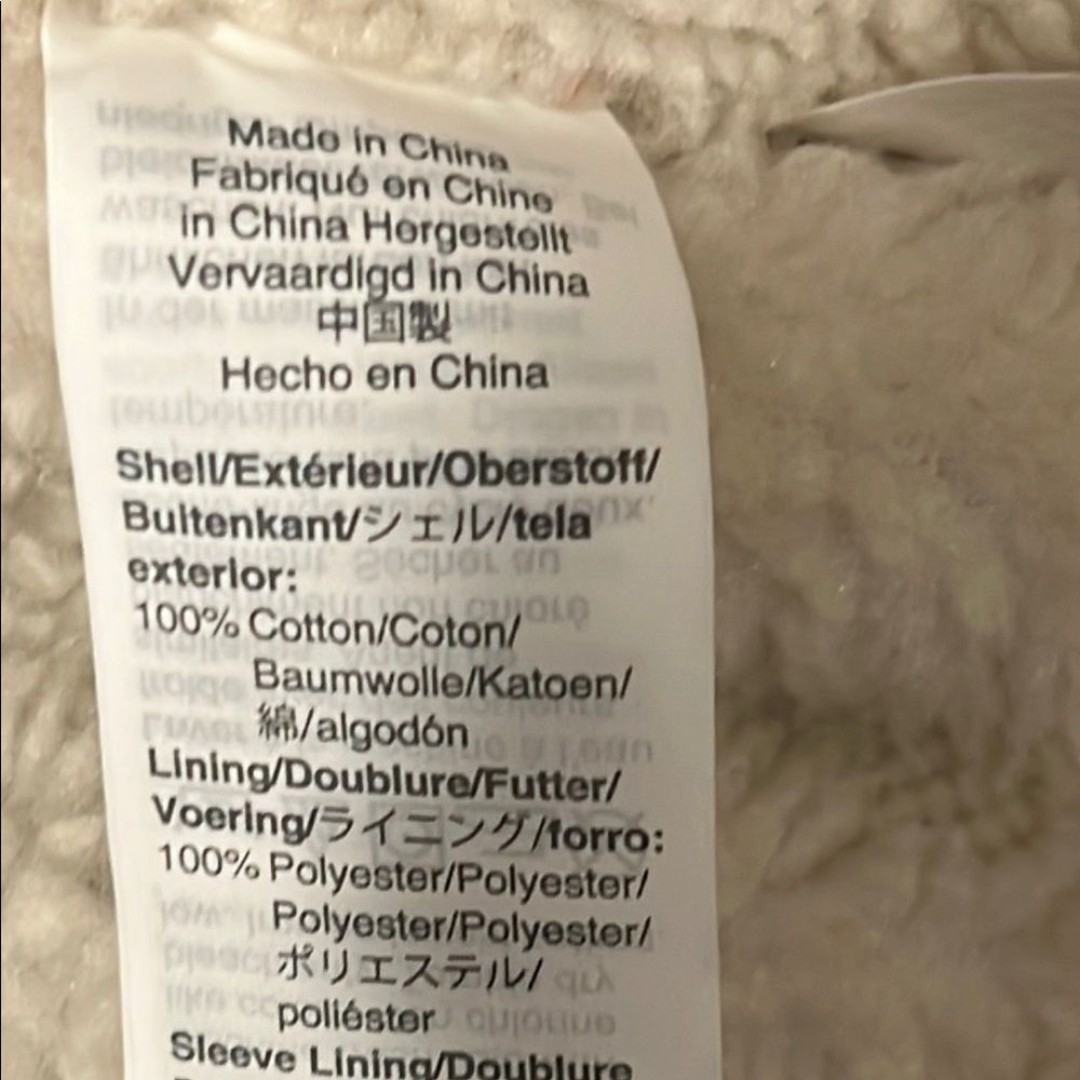 Made in China
Fabriqué en Chine
in China Hergestellt
Vervaardigd in China
中国製
Hecho en China
Shell/Extérieur/Oberstoff/
Buitenkant/シェル/tela
exterior:
100% Cotton/Coton/
Baumwolle/Katoen/
綿/algodón
Lining/Doublure/Futter/
Voering/ライニング/forro:
100% Polyester/Polyester/
Polyester/Polyester/
ポリエステル/
poliéster
Sleeve Lining/Doublure